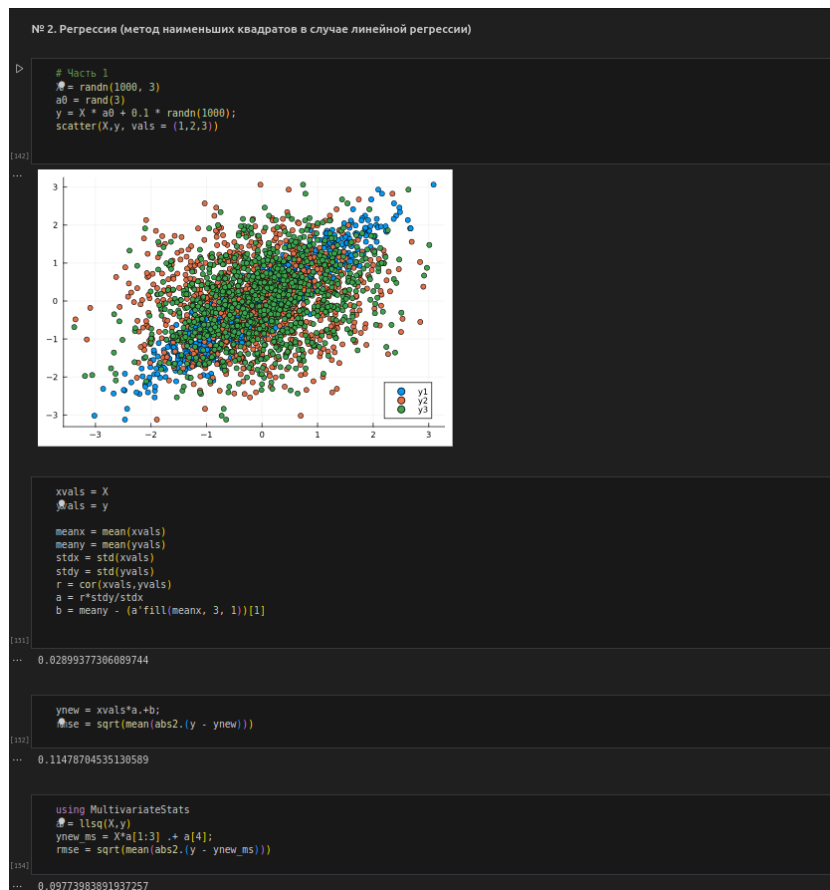 № 2. Регрессия (метод наименьших квадратов в случае линейной регрессии)
# Часть 1
X = randn(1000, 3)
a0 = rand(3)
y = X * a0 + 0.1 * randn(1000);
scatter(X,y, vals = (1,2,3))
[142]
...
3
2
1
0
−1
−2
−3
−3
−2
−1
0
1
2
3
y1
y2
y3
xvals = X
yvals = y
meanx = mean(xvals)
meany = mean(yvals)
stdx = std(xvals)
stdy = std(yvals)
r = cor(xvals,yvals)
a = r*stdy/stdx
b = meany - (a'fill(meanx, 3, 1))[1]
[151]
... 0.02899377306089744
ynew = xvals*a.+b;
rmse = sqrt(mean(abs2.(y - ynew)))
[152]
... 0.11478704535130589
using MultivariateStats
a = llsq(X,y)
ynew_ms = X*a[1:3] .+ a[4];
rmse = sqrt(mean(abs2.(y - ynew_ms)))
[154]
... 0.09773983891937257